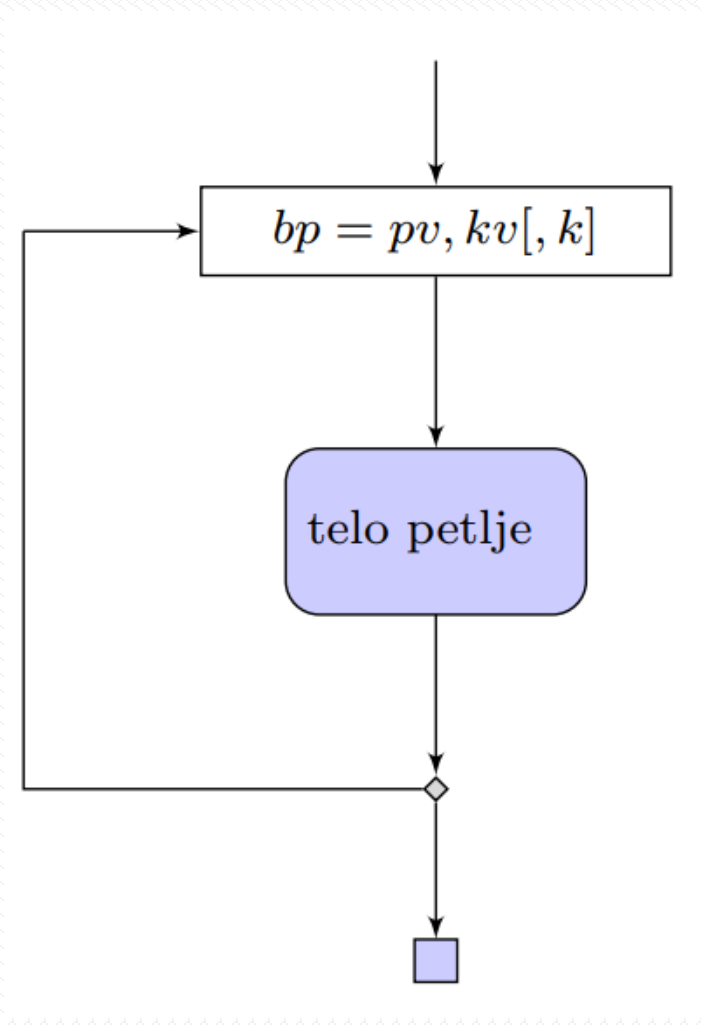 bp = pv, kv[, k]
telo petlje